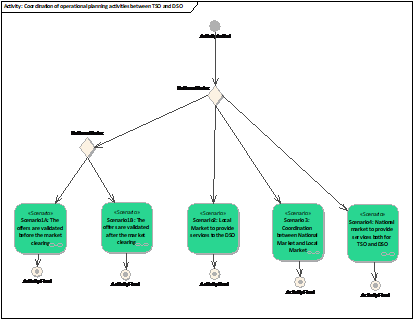 Activity: Coordination of operational planning activities between TSO and DSO
ActivityInitial
«Scenario»
Scenario1A: The
offers are validated
before the market
clearing
«Scenario»
Scenario1B: The
offers are validated
after the market
clearing
«Scenario»
Scenario2: Local
Market to provide
services to the DSO
«Scenario»
Scenario 3:
Coordination
between National
Market and Local
Market
«Scenario»
Scenario4: National
market to provide
services both for
TSO and DSO
ActivityFinal
ActivityFinal
ActivityFinal
ActivityFinal
ActivityFinal